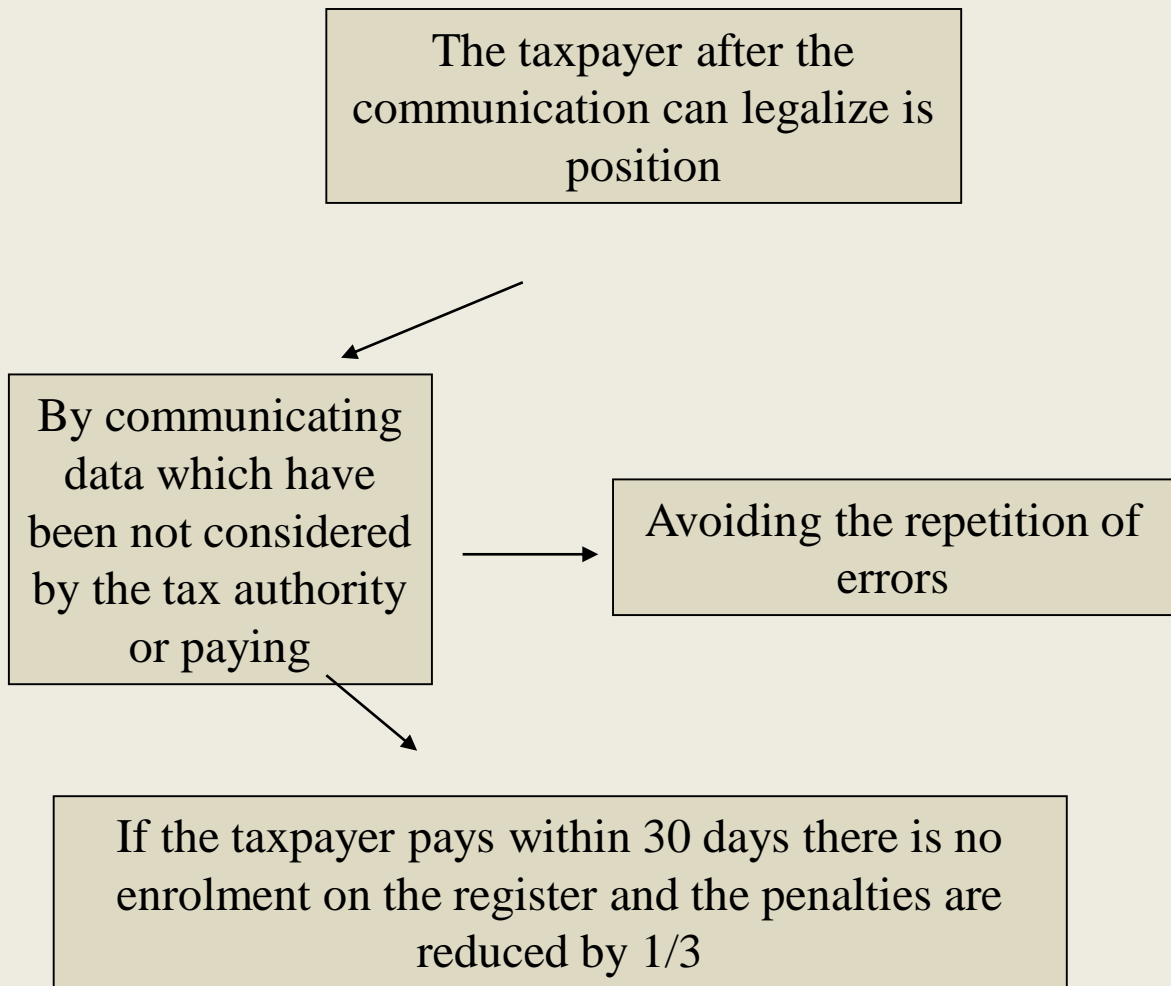 The taxpayer after the
communication can legalize is
position
By communicating
data which have
been not considered
by the tax authority
or paying
Avoiding the repetition of
errors
If the taxpayer pays within 30 days there is no
enrolment on the register and the penalties are
reduced by 1/3